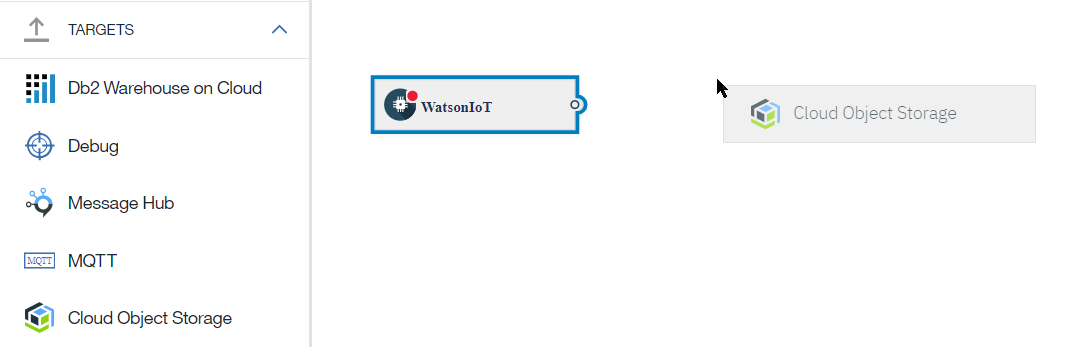 TARGETS
Db2 Warehouse on Cloud
Debug
Message Hub
MQTT
MQTT
Cloud Object Storage
WatsonIoT
Cloud Object Storage